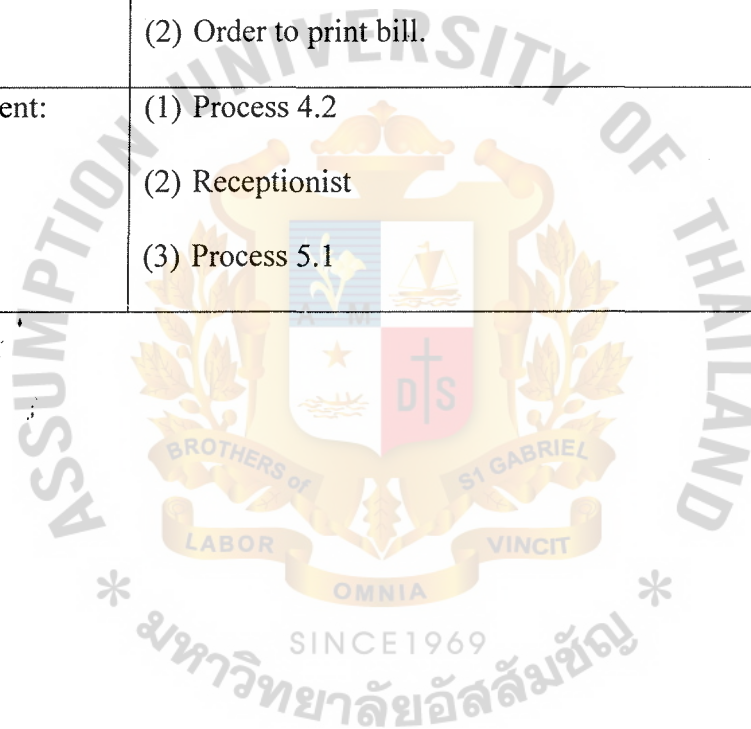 (2) Order to print bill.
ent:
(1) Process 4.2
(2) Receptionist
(3) Process 5.1
ASSUMPTION UNIVERSITY OF THAILAND
A M
D S
BROTHERS of
S1 GABRIEL
LABOR
VINCIT
OMNIA
* *
SINCE1969
มหาวิทยาลัยอัสสัมชัญ